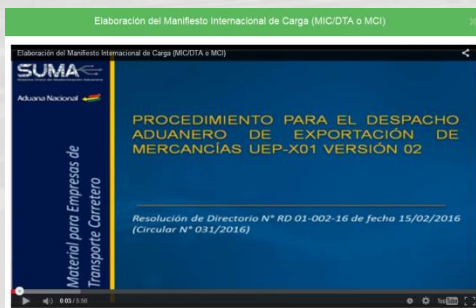 Elaboración del Manifiesto Internacional de Carga (MIC/DTA o MCI)
Elaboración del Manifiesto Internacional de Carga (MIC/DTA o MCI)
SUMA
Aduana Nacional
Material para Empresas de
Transporte Carretero
PROCEDIMIENTO PARA EL DESPACHO
ADUANERO DE EXPORTACIÓN DE
MERCANCÍAS UEP-X01 VERSIÓN 02
Resolución de Directorio N° RD 01-002-16 de fecha 15/02/2016
(Circular N° 031/2016)
0:03 / 5:50
YouTube